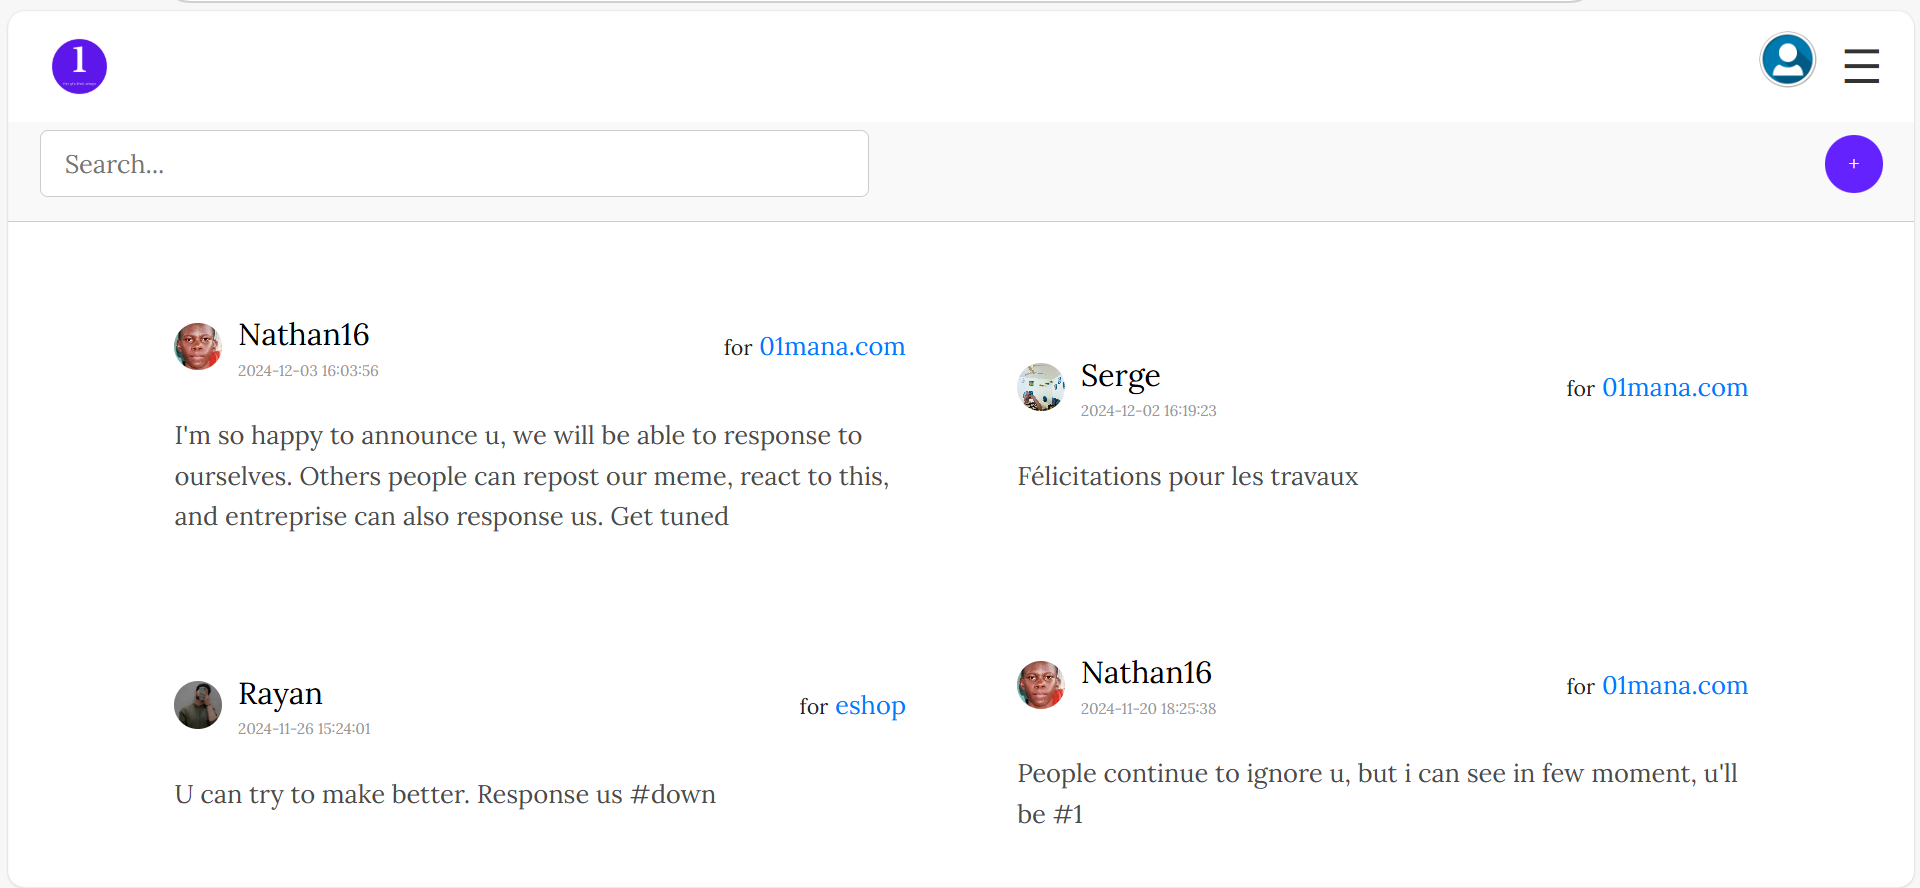 1
Search...
+
Nathan16
2024-12-03 16:03:56
for 01mana.com
I'm so happy to announce u, we will be able to response to
ourselves. Others people can repost our meme, react to this,
and entreprise can also response us. Get tuned
Serge
2024-12-02 16:19:23
for 01mana.com
Félicitations pour les travaux
Rayan
2024-11-26 15:24:01
for eshop
U can try to make better. Response us #down
Nathan16
2024-11-20 18:25:38
for 01mana.com
People continue to ignore u, but i can see in few moment, u'll
be #1